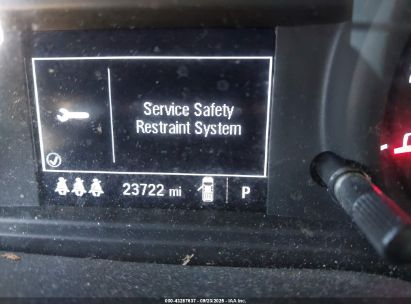 Service Safety
Restraint System
23722 mi
P